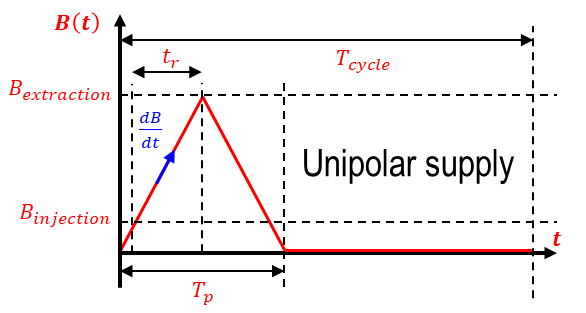 B(t)
t_r
T_cycle
B_extraction
dB/dt
Unipolar supply
B_injection
t
T_p